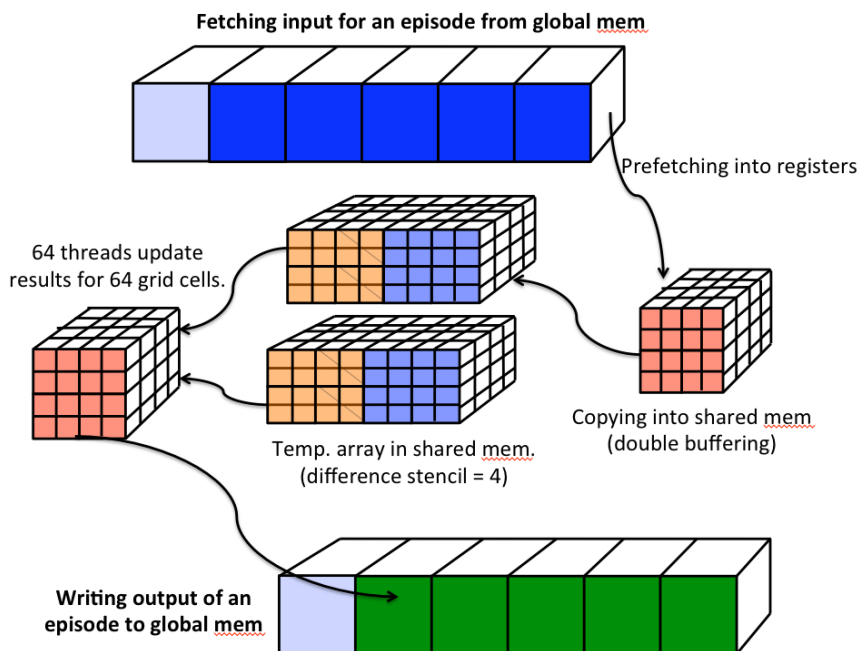 Fetching input for an episode from global mem
Prefetching into registers
64 threads update
results for 64 grid cells.
Copying into shared mem
(double buffering)
Temp. array in shared mem.
(difference stencil = 4)
Writing output of an
episode to global mem